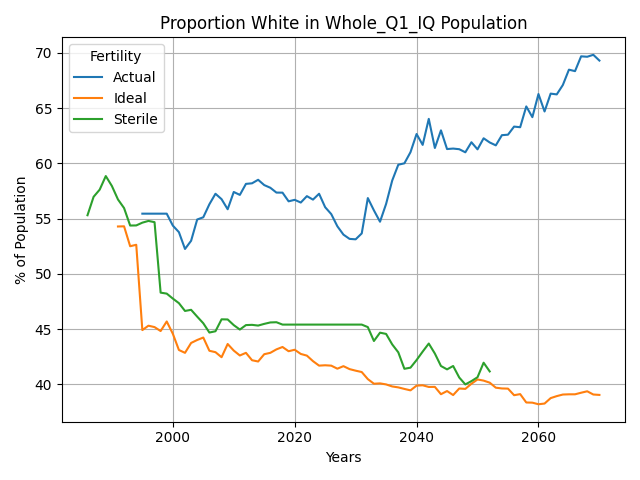 Proportion White in Whole_Q1_IQ Population
% of Population
70
65
60
55
50
45
40
Fertility
Actual
Ideal
Sterile
2000
2020
2040
2060
Years